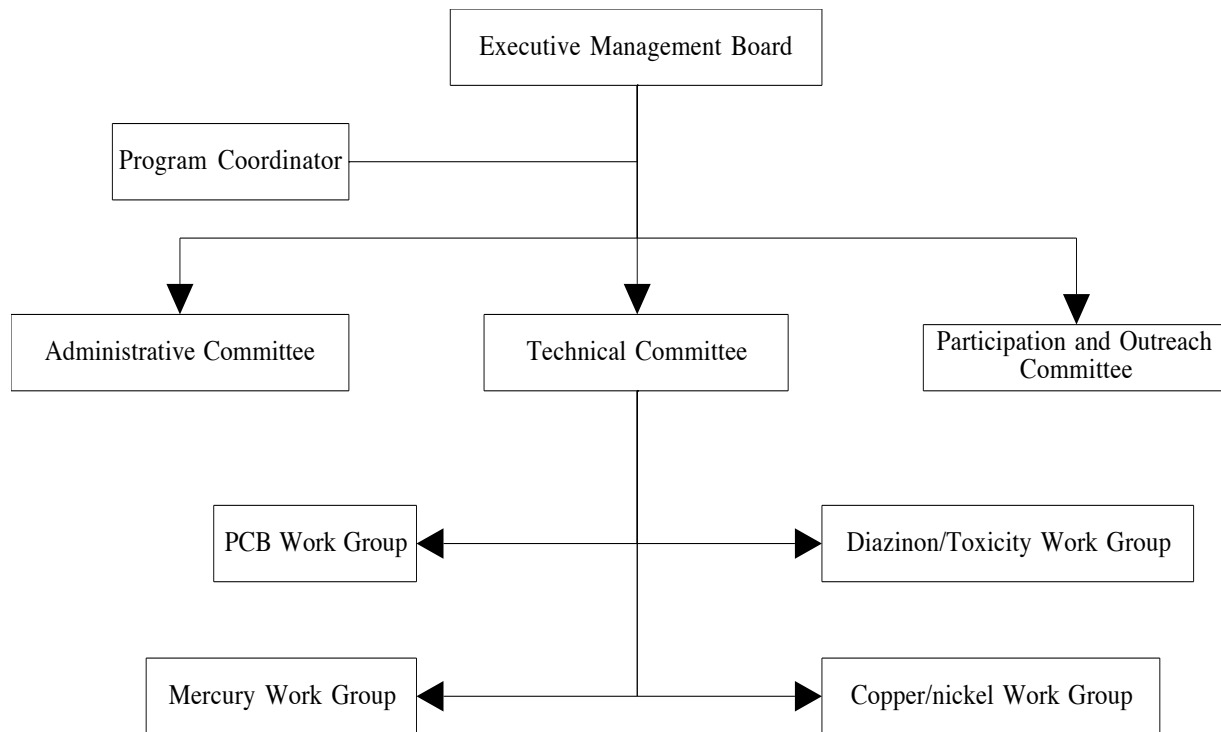 Executive Management Board
Program Coordinator
Administrative Committee
Technical Committee
Participation and Outreach
Committee
PCB Work Group
Diazinon/Toxicity Work Group
Mercury Work Group
Copper/nickel Work Group